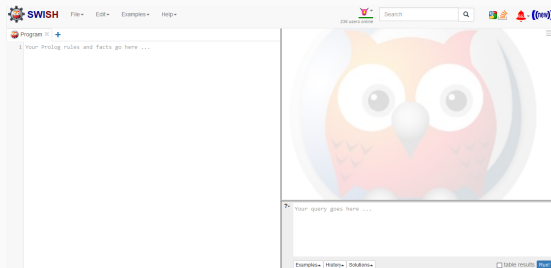 SWISH File Edit Examples Help Search
users online
Program
1 Your Prolog rules and facts go here ...
?- Your query goes here ...
Examples History Solutions table results Run!